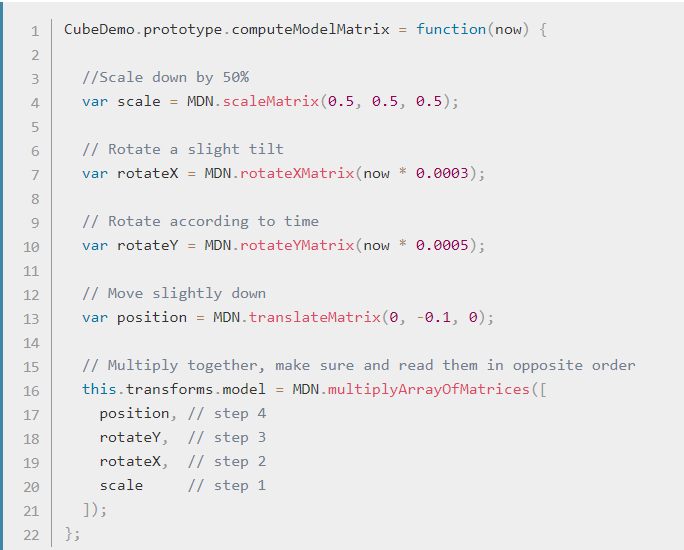 1 CubeDemo.prototype.computeModelMatrix = function(now) {
2
3   //Scale down by 50%
4   var scale = MDN.scaleMatrix(0.5, 0.5, 0.5);
5
6   // Rotate a slight tilt
7   var rotateX = MDN.rotateXMatrix(now * 0.0003);
8
9   // Rotate according to time
10   var rotateY = MDN.rotateYMatrix(now * 0.0005);
11
12   // Move slightly down
13   var position = MDN.translateMatrix(0, -0.1, 0);
14
15   // Multiply together, make sure and read them in opposite order
16   this.transforms.model = MDN.multiplyArrayOfMatrices([
17     position, // step 4
18     rotateY,  // step 3
19     rotateX,  // step 2
20     scale     // step 1
21   ]);
22 };